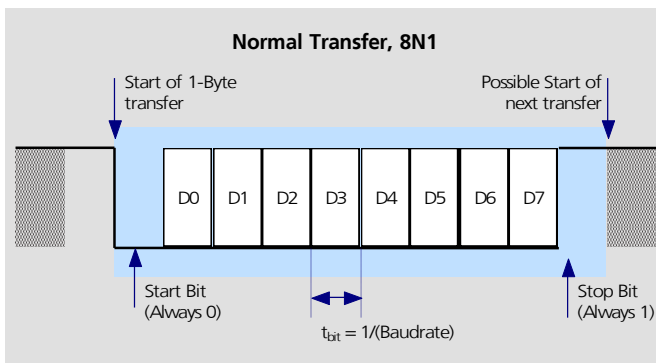 Normal Transfer, 8N1
Start of 1-Byte
transfer
Possible Start of
next transfer
D0 D1 D2 D3 D4 D5 D6 D7
Start Bit
(Always 0)
Stop Bit
(Always 1)
tbit = 1/(Baudrate)